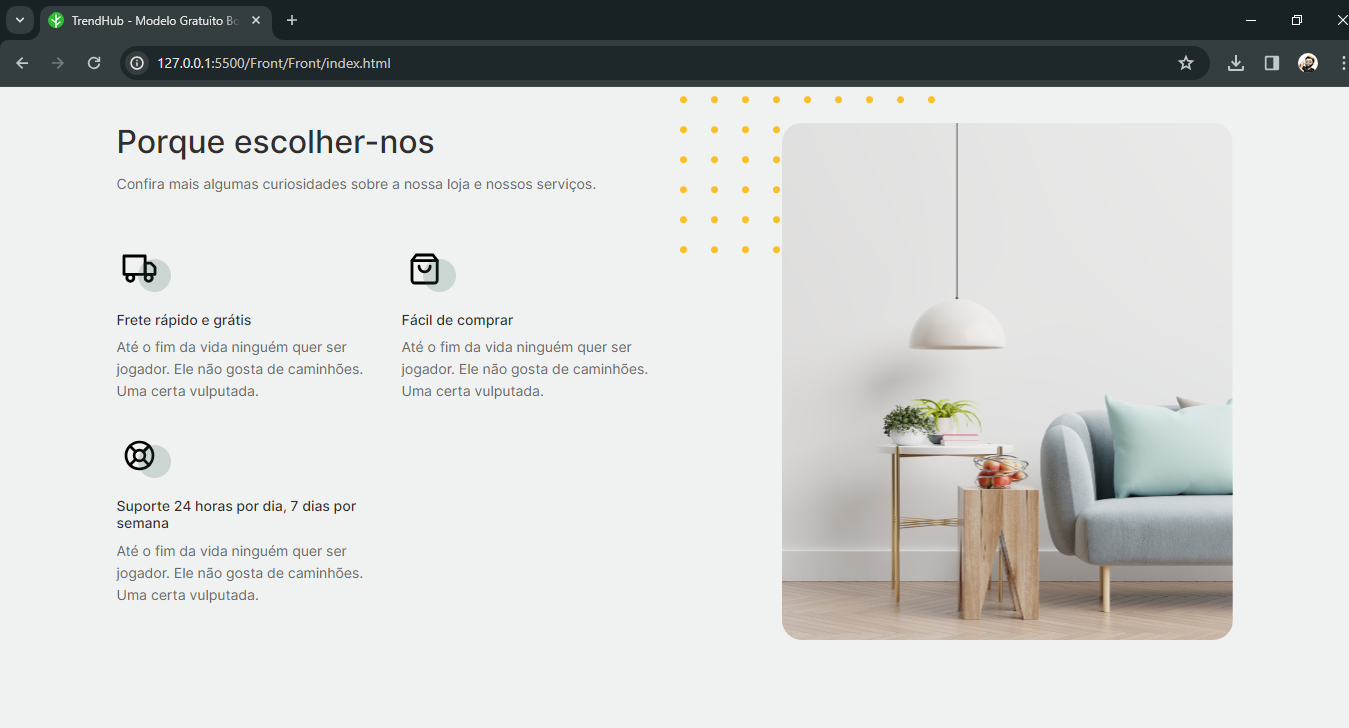 TrendHub - Modelo Gratuito Bo
127.0.0.1:5500/Front/Front/index.html
Porque escolher-nos
Confira mais algumas curiosidades sobre a nossa loja e nossos serviços.
Frete rápido e grátis
Até o fim da vida ninguém quer ser
jogador. Ele não gosta de caminhões.
Uma certa vulputada.
Fácil de comprar
Até o fim da vida ninguém quer ser
jogador. Ele não gosta de caminhões.
Uma certa vulputada.
Suporte 24 horas por dia, 7 dias por
semana
Até o fim da vida ninguém quer ser
jogador. Ele não gosta de caminhões.
Uma certa vulputada.